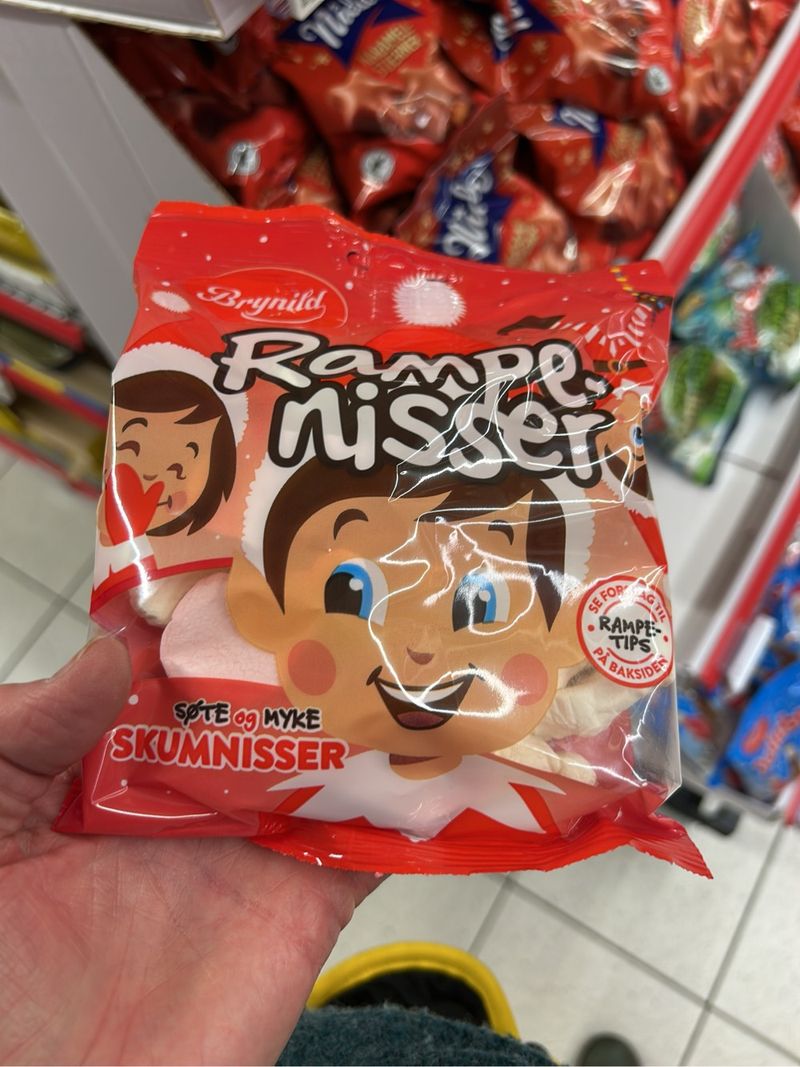 Brynild
Rampe-
nisser
SE FORSLAG TIL
RAMPE-
TIPS
PÅ BAKSIDEN
SØTE og MYKE
SKUMNISSER